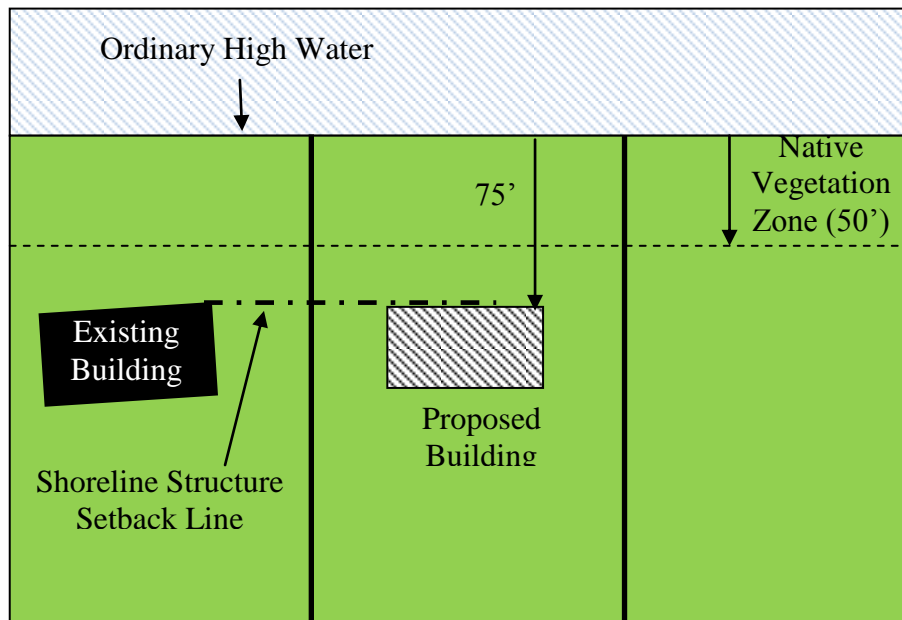 Ordinary High Water
75’
Native
Vegetation
Zone (50’)
Existing
Building
Proposed
Building
Shoreline Structure
Setback Line